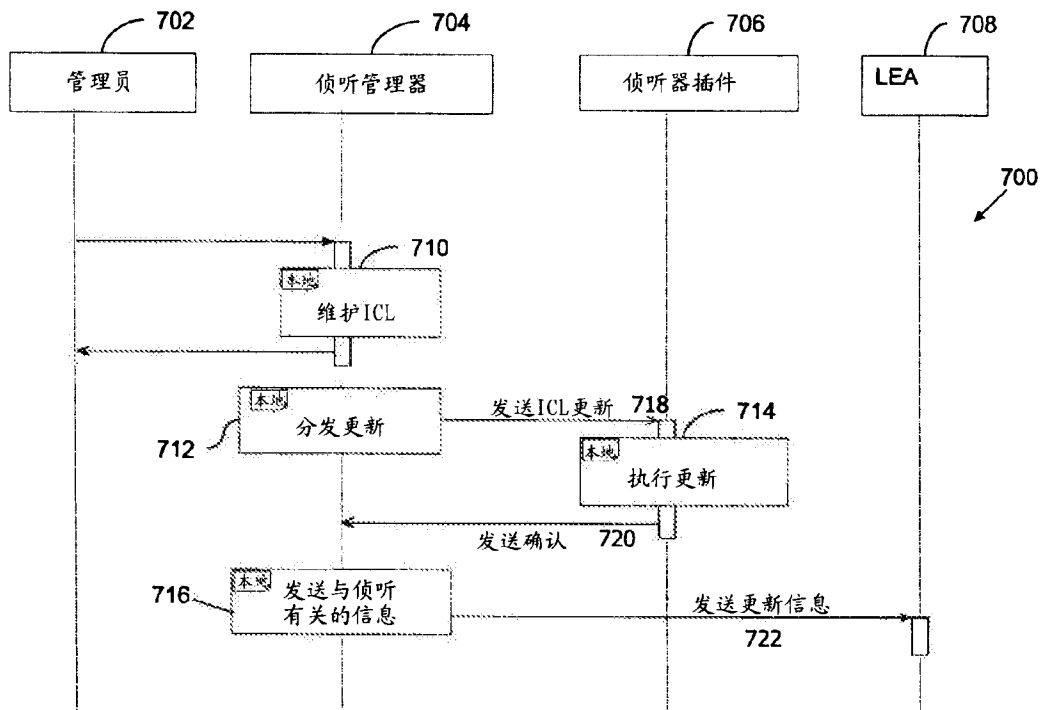 702
704
706
708
管理员
侦听管理器
侦听器插件
LEA
700
710
本地
维护ICL
本地
分发更新
712
发送ICL更新
718
714
本地
执行更新
发送确认
720
本地
发送与侦听
有关的信息
716
发送更新信息
722